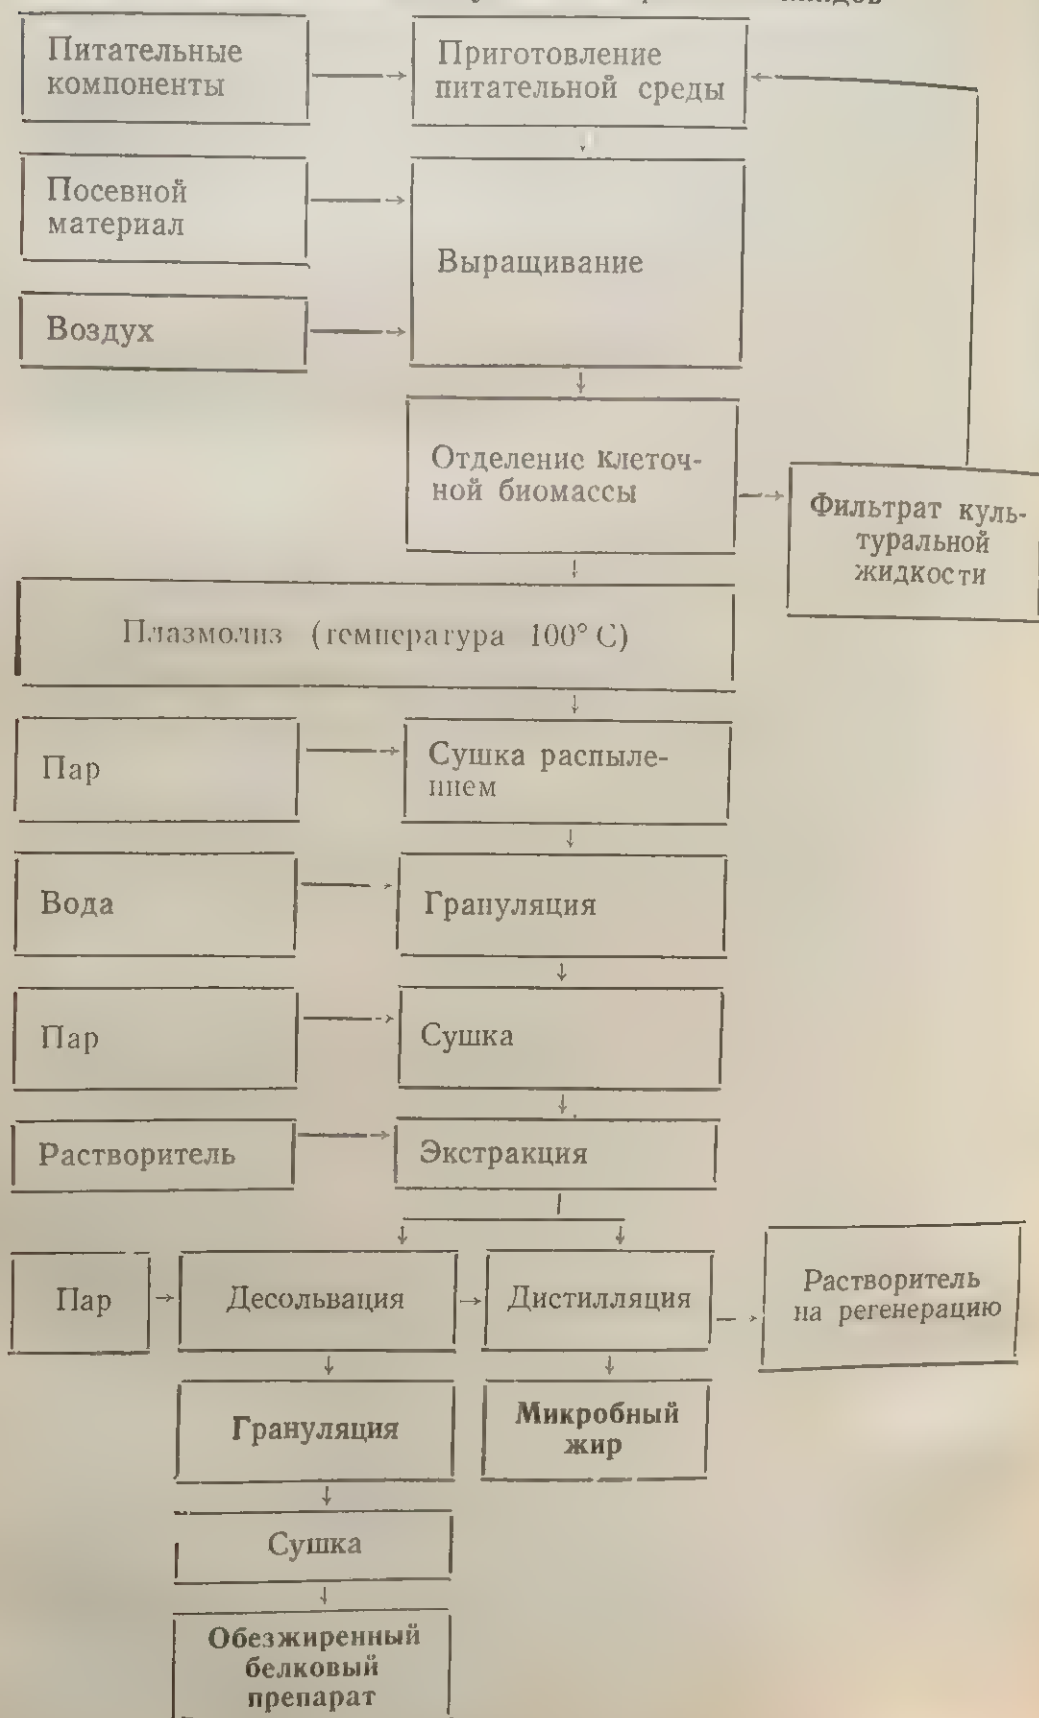 Питательные
компоненты
Приготовление
питательной среды
Посевной
материал
Выращивание
Воздух
Отделение клеточ-
ной биомассы
Фильтрат куль-
туральной
жидкости
Плазмолиз (температура 100° С)
Пар
Сушка распыле-
нием
Вода
Грануляция
Пар
Сушка
Растворитель
Экстракция
Пар
Десольвация
Дистилляция
Растворитель
на регенерацию
Грануляция
Микробный
жир
Сушка
Обезжиренный
белковый
препарат